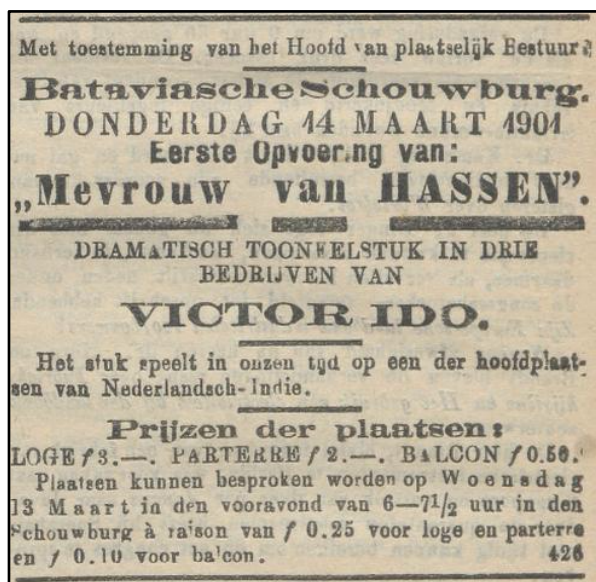 Met toestemming van het Hoofd van plaatselijk Bestuur:
Bataviasche Schouwburg.
DONDERDAG 14 MAART 1901
Eerste Opvoering van:
„Mevrouw van HASSEN".
DRAMATISCH TOONEELSTUK IN DRIE
BEDRIJVEN VAN
VICTOR IDO.
Het stuk speelt in onzen tijd op een der hoofdplaat-
sen van Nederlandsch-Indie.
Prijzen der plaatsen:
LOGE ƒ 3.—. PARTERRE ƒ 2.—. BALCON ƒ 0.50.
Plaatsen kunnen besproken worden op Woensdag
13 Maart in den vooravond van 6—7 1/2 uur in den
Schouwburg à raison van ƒ 0.25 voor loge en parterre
en ƒ 0.10 voor balcon. 426